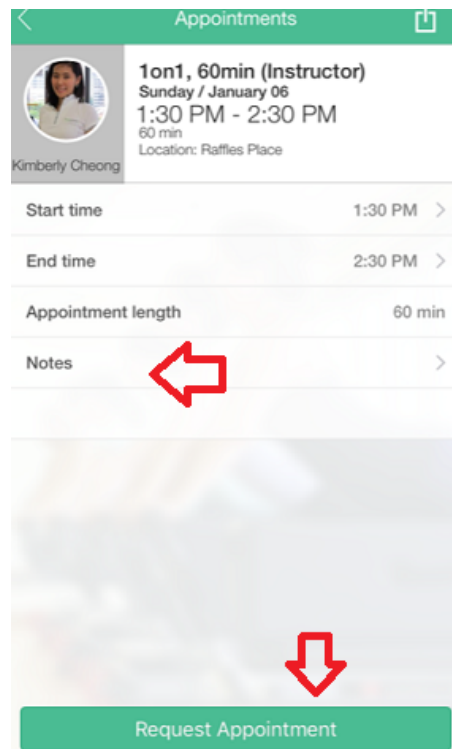 Appointments
1on1, 60min (Instructor)
Sunday / January 06
1:30 PM - 2:30 PM
60 min
Location: Raffles Place
Kimberly Cheong
Start time 1:30 PM
End time 2:30 PM
Appointment length 60 min
Notes
Request Appointment